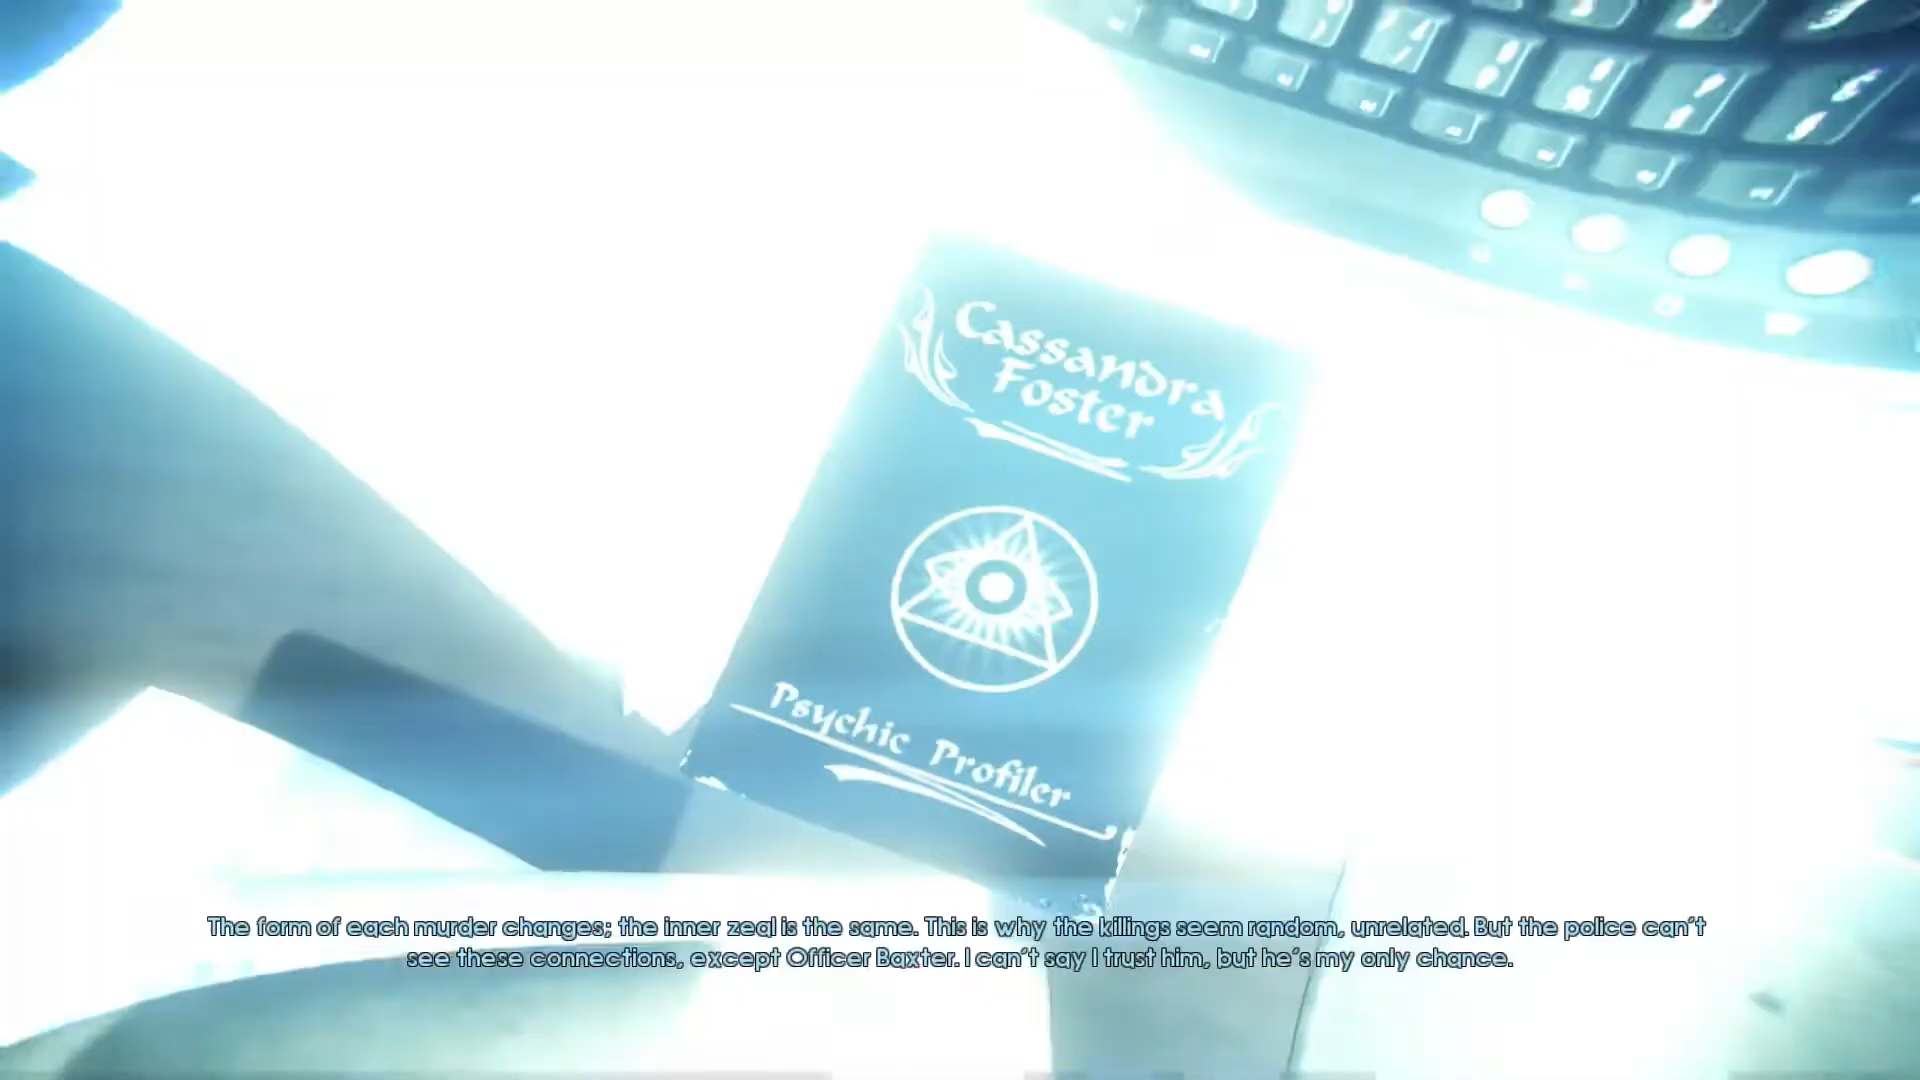 Cassandra
Foster
Psychic Profiler
The form of each murder changes; the inner zeal is the same. This is why the killings seem random, unrelated. But the police can't
see these connections, except Officer Baxter. I can't say I trust him, but he's my only chance.